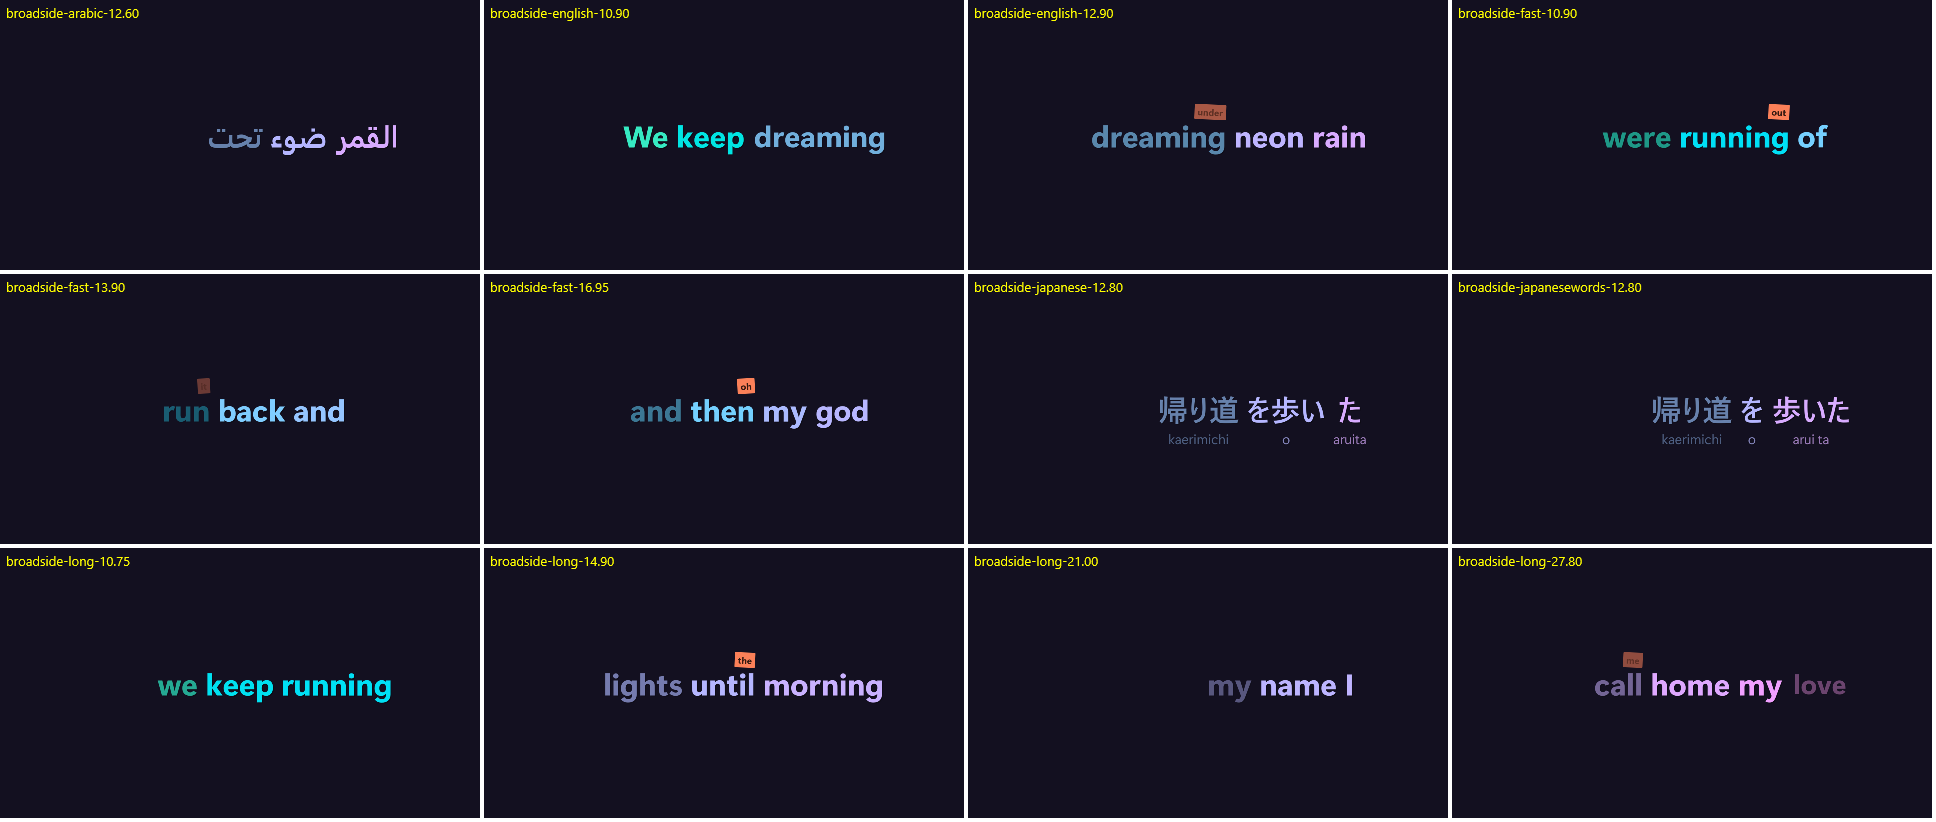 broadside-arabic-12.60
القمر ضوء تحت
broadside-english-10.90
We keep dreaming
broadside-english-12.90
under
dreaming neon rain
broadside-fast-10.90
out
were running of
broadside-fast-13.90
run back and
broadside-fast-16.95
oh
and then my god
broadside-japanese-12.80
帰り道 を歩い た
kaerimichi o aruita
broadside-japanesewords-12.80
帰り道 を 歩いた
kaerimichi o arui ta
broadside-long-10.75
we keep running
broadside-long-14.90
the
lights until morning
broadside-long-21.00
my name I
broadside-long-27.80
me
call home my love